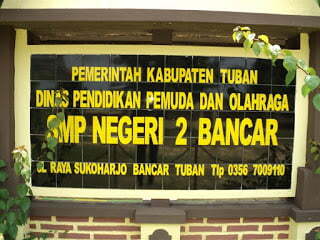 PEMERINTAH KABUPATEN TUBAN
DINAS PENDIDIKAN PEMUDA DAN OLAHRAGA
SMP NEGERI 2 BANCAR
JL RAYA SUKOHARJO BANCAR TUBAN Tlp 0356 7009110